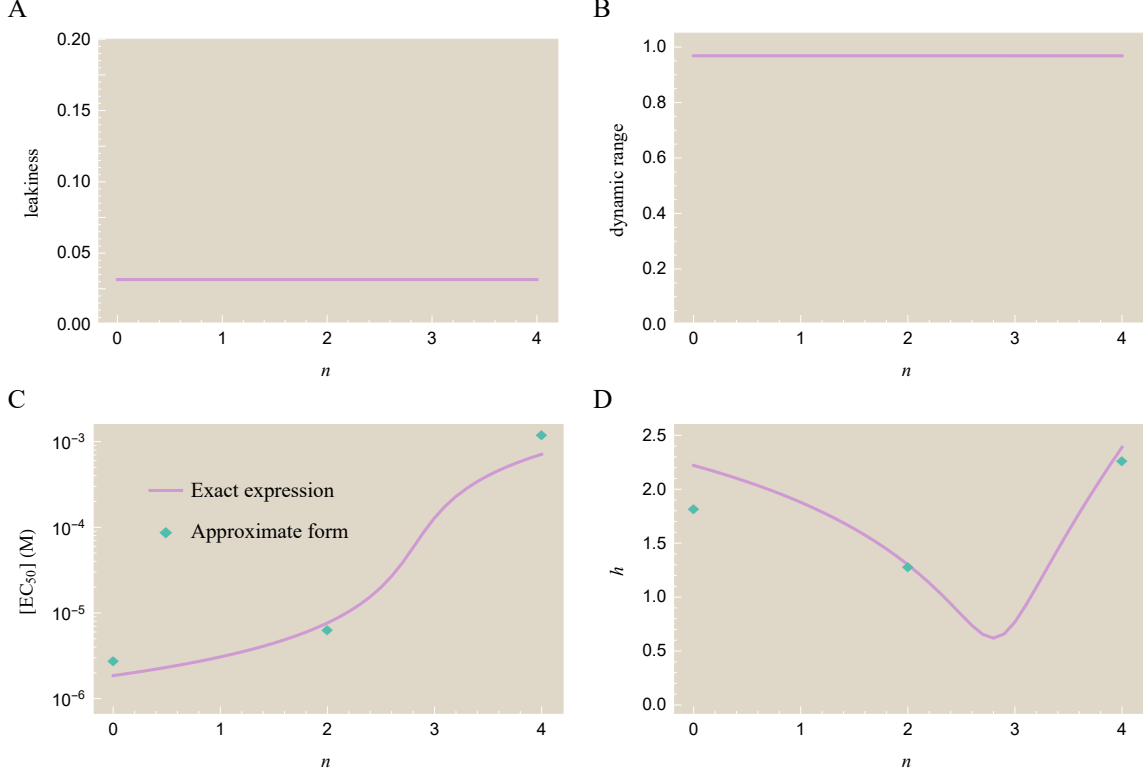 A
B
0.20
0.15
0.10
0.05
0.00
leakiness
0 1 2 3 4
n
1.0
0.8
0.6
0.4
0.2
0.0
dynamic range
0 1 2 3 4
n
C
D
10⁻³
10⁻⁴
10⁻⁵
10⁻⁶
[EC₅₀] (M)
Exact expression
Approximate form
0 1 2 3 4
n
2.5
2.0
1.5
1.0
0.5
0.0
h
0 1 2 3 4
n